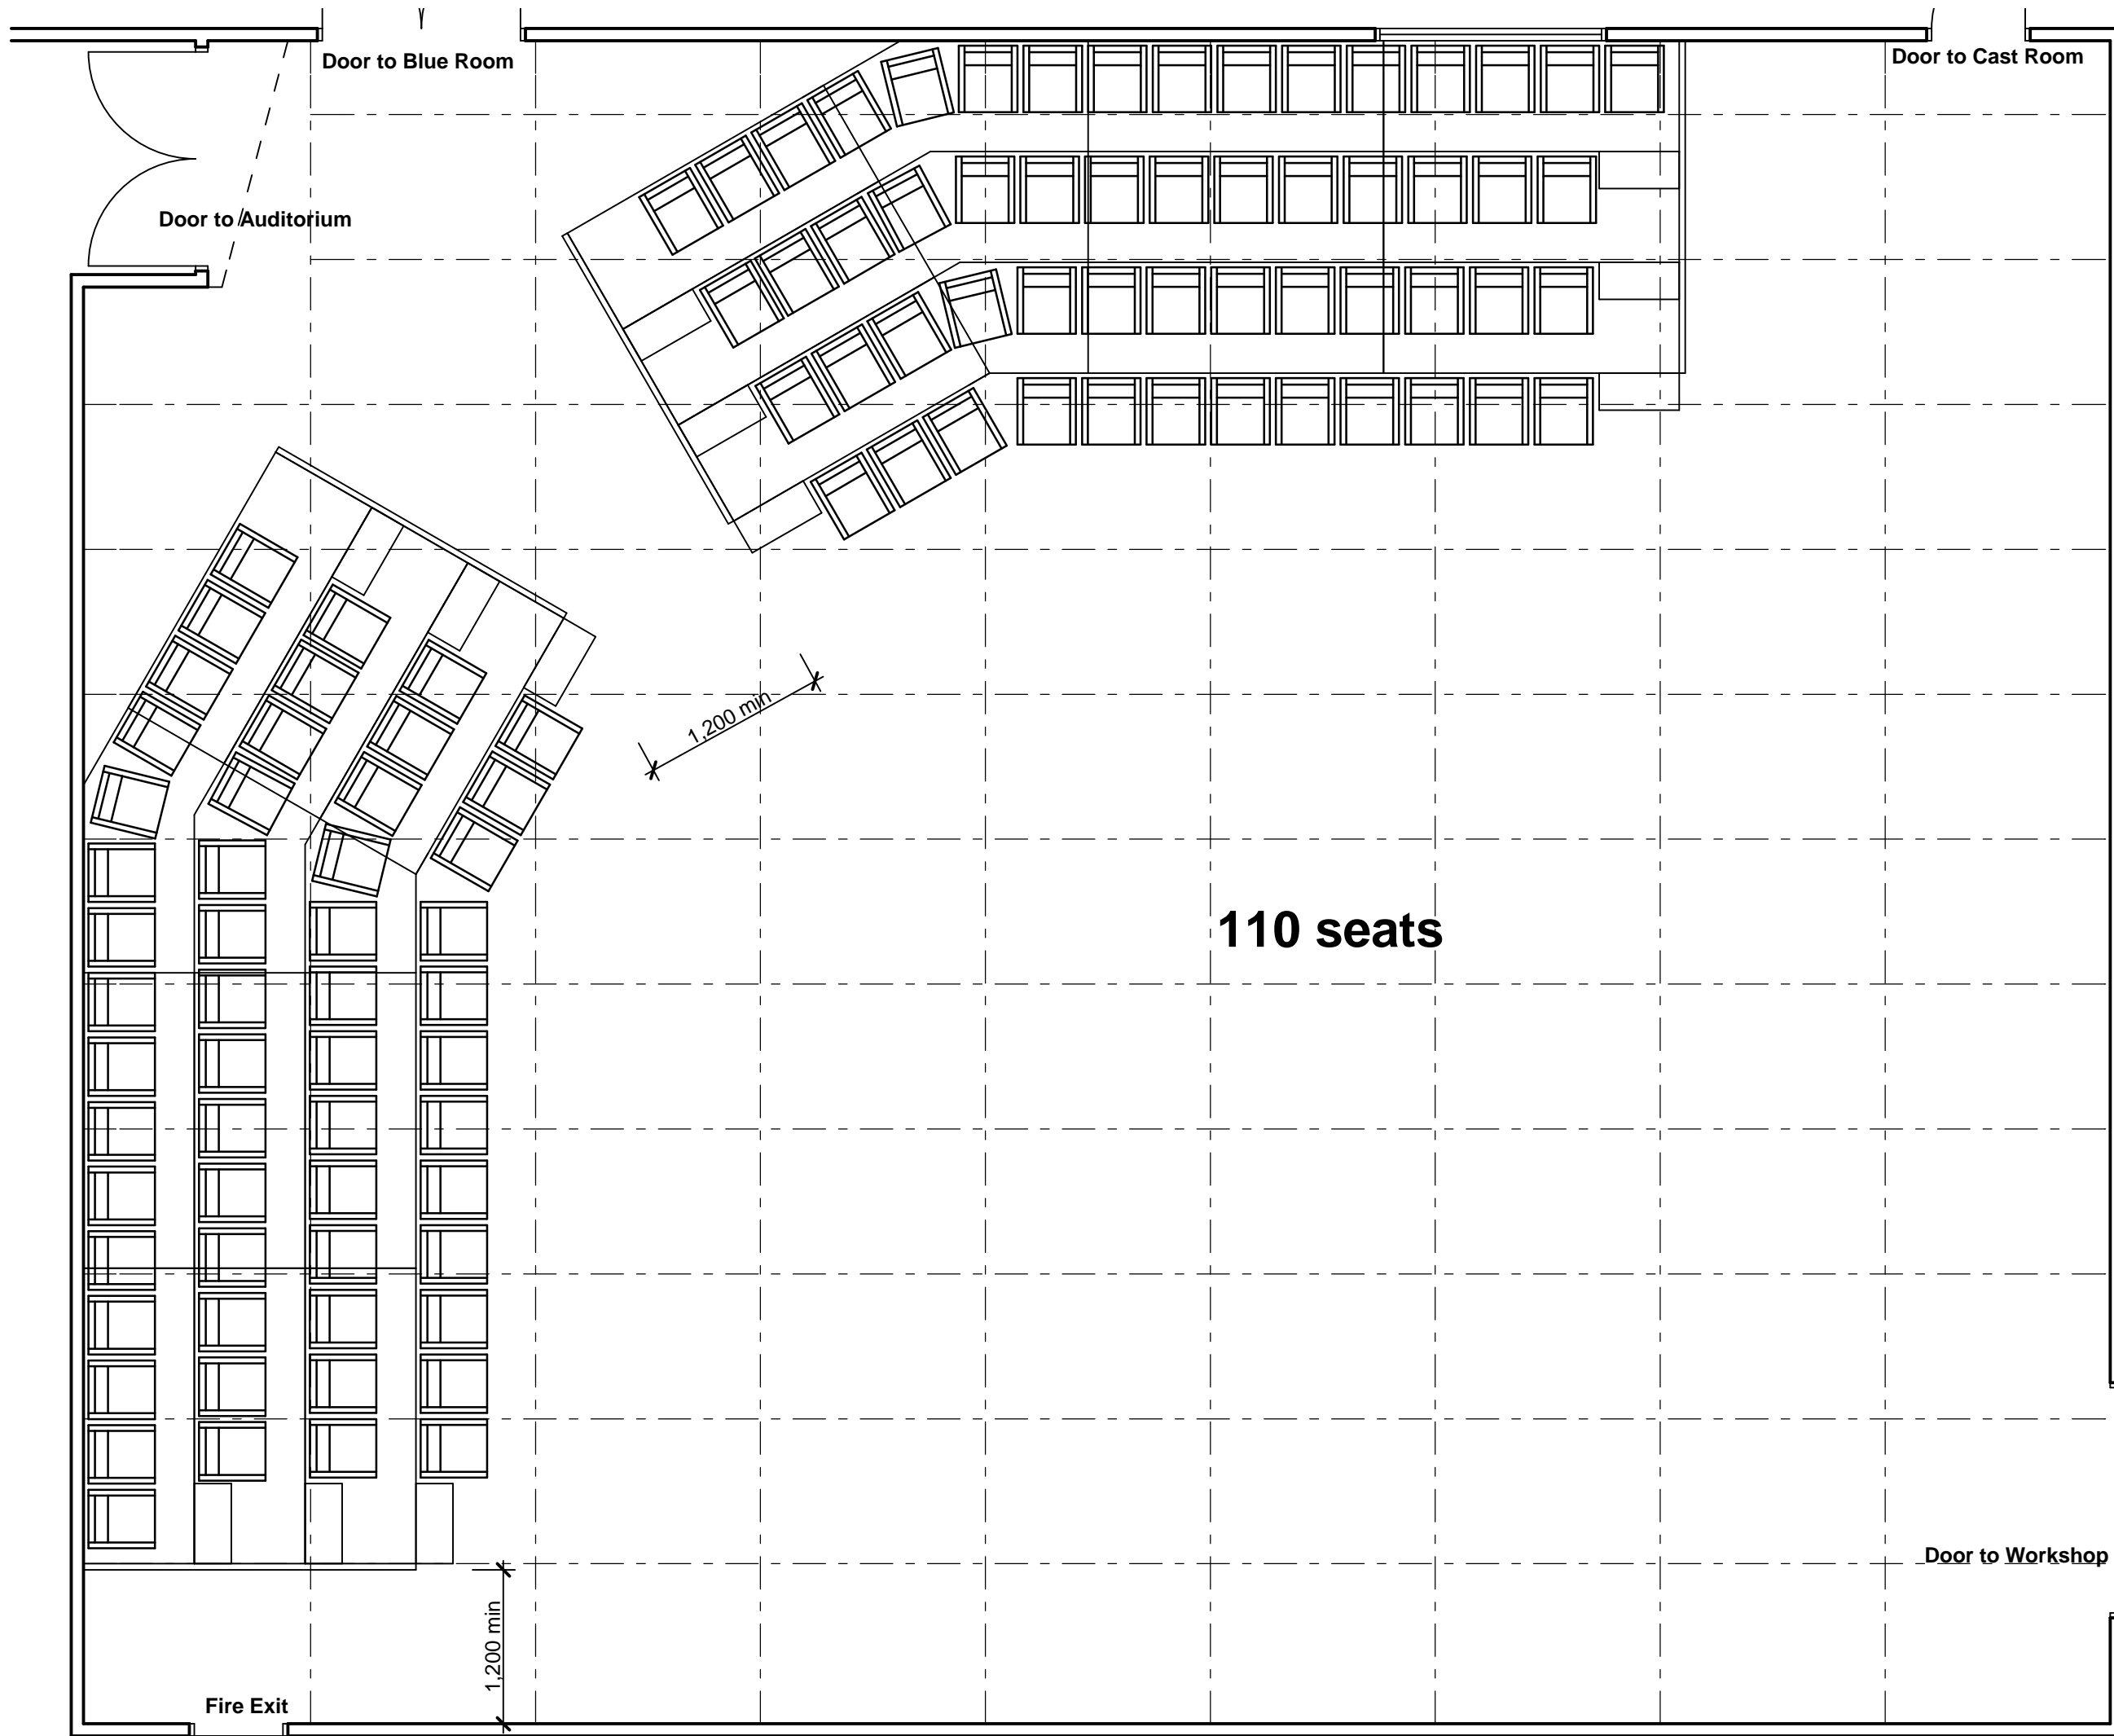 Door to Blue Room
Door to Cast Room
Door to Auditorium
1,200 min
110 seats
Door to Workshop
1,200 min
Fire Exit